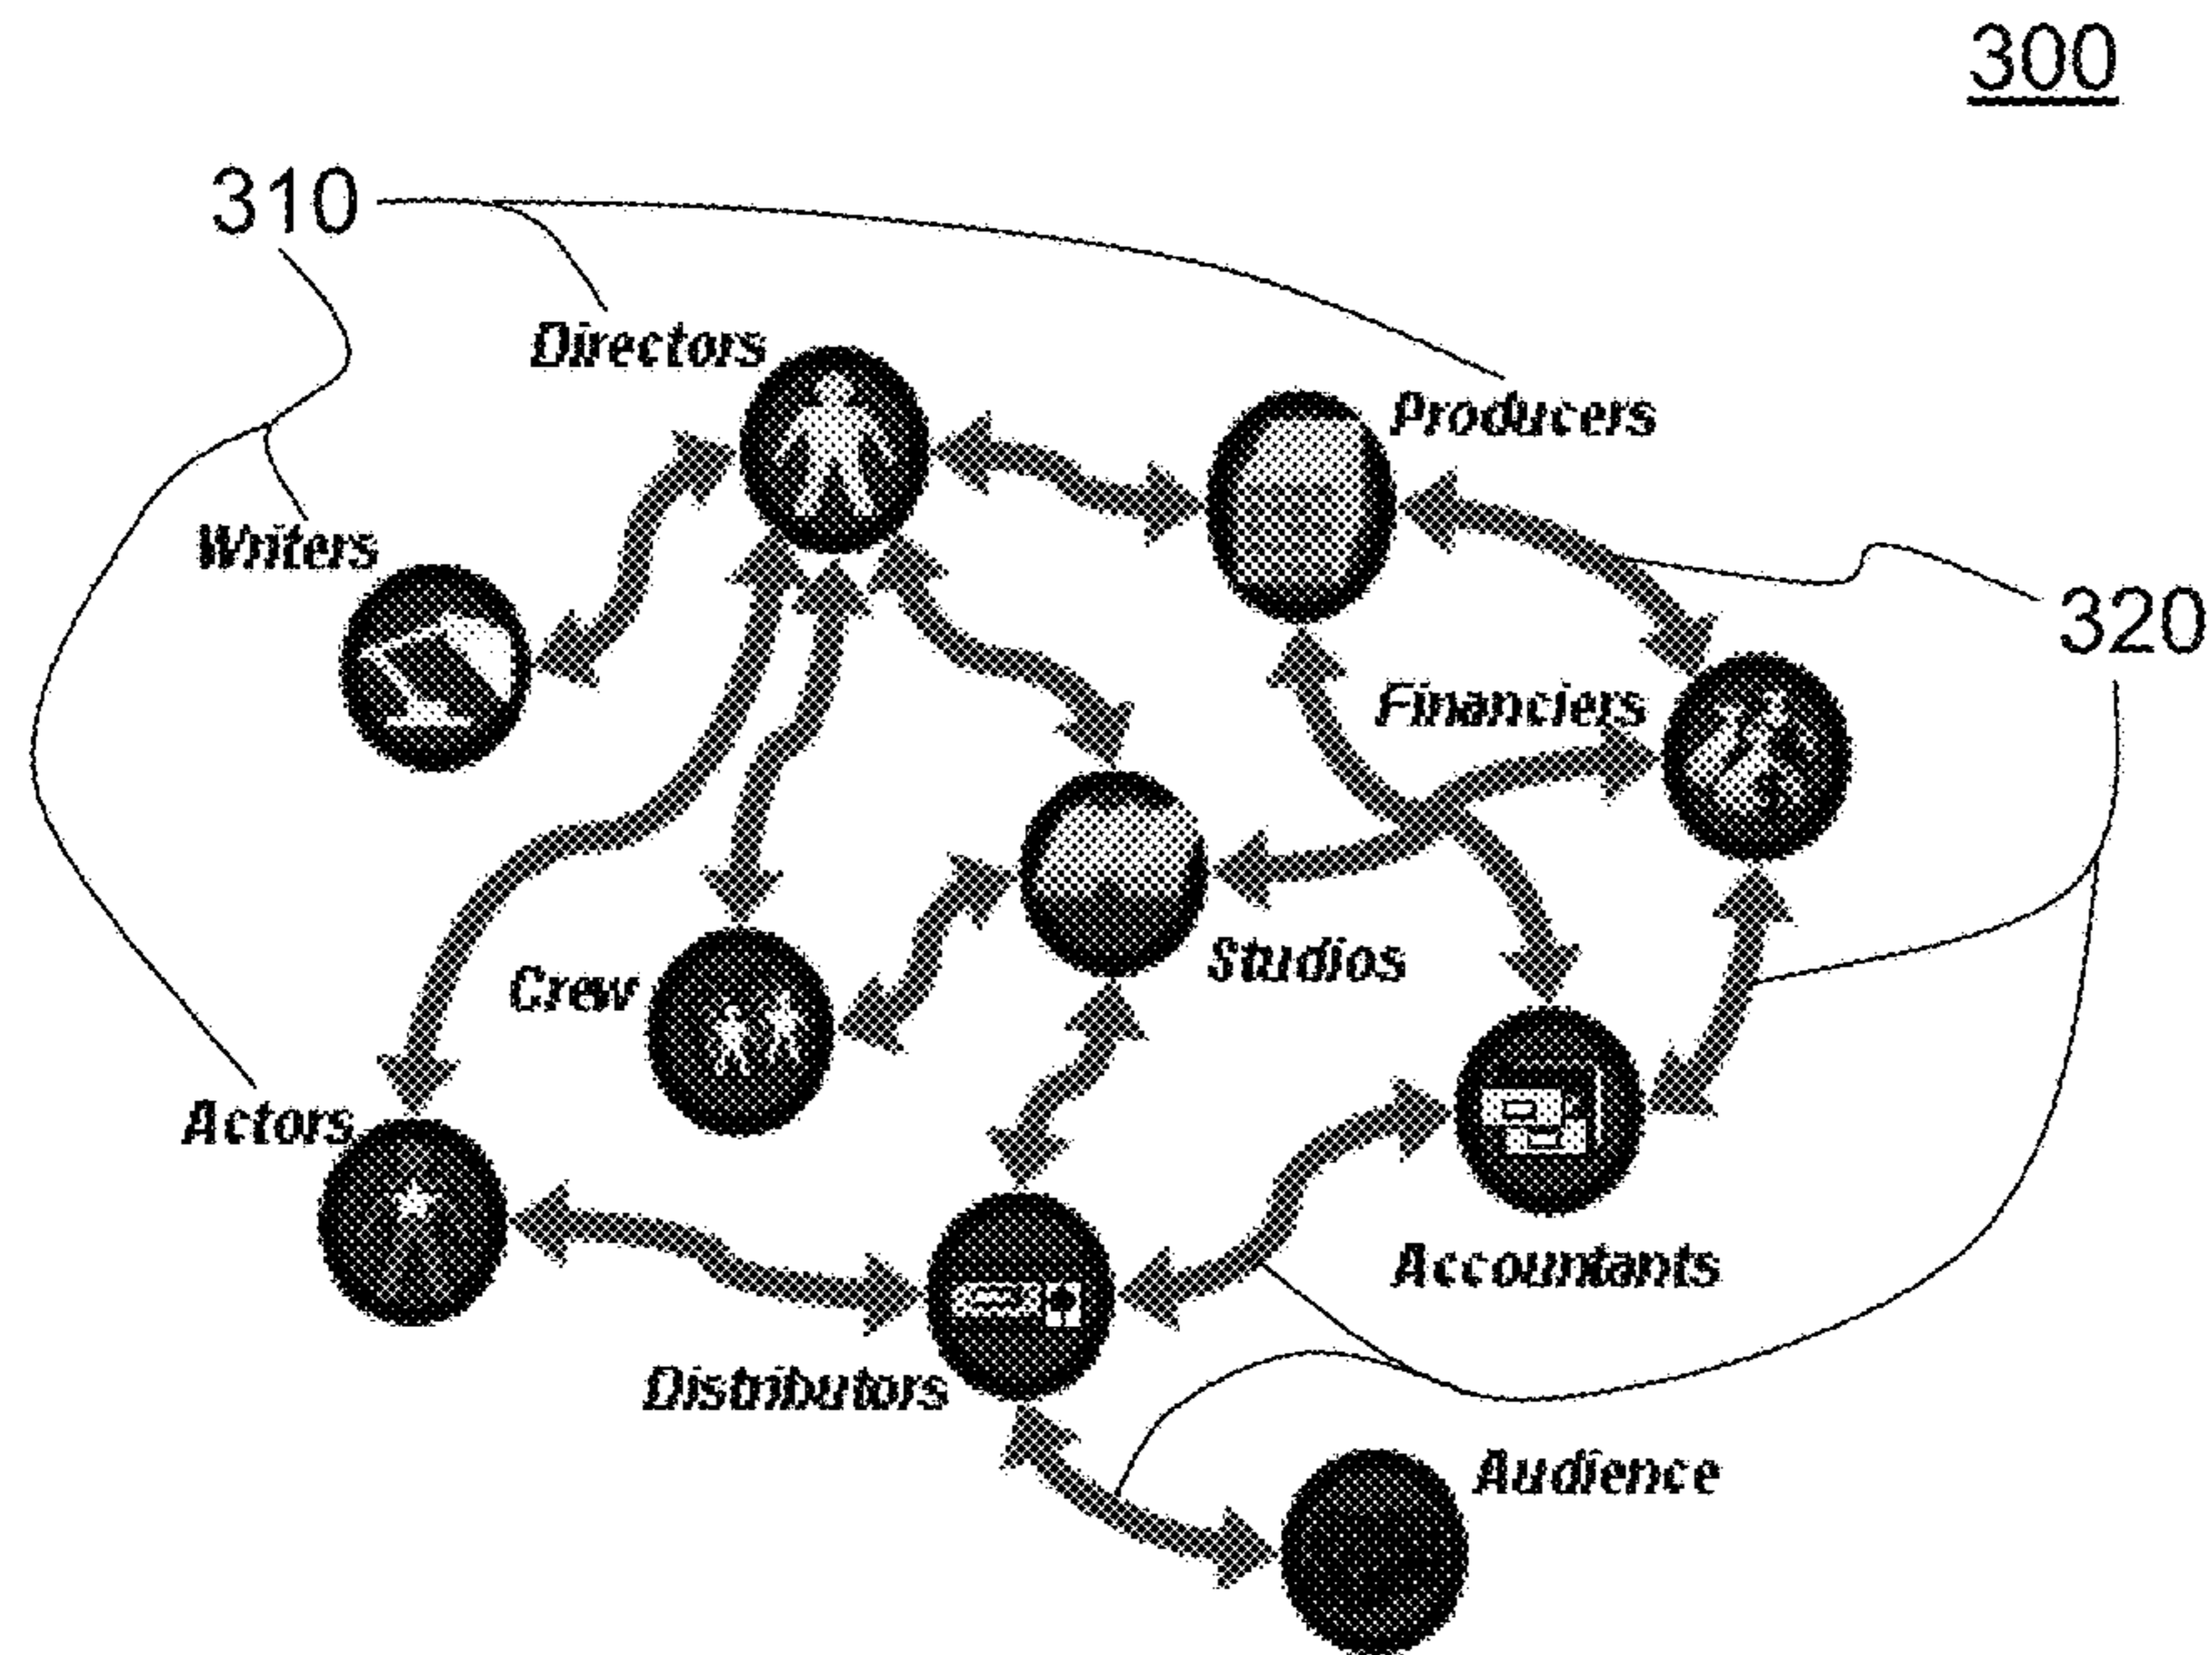 300
310
Directors
Producers
Writers
320
Financiers
Studios
Crew
Actors
Accountants
Distributors
Audience